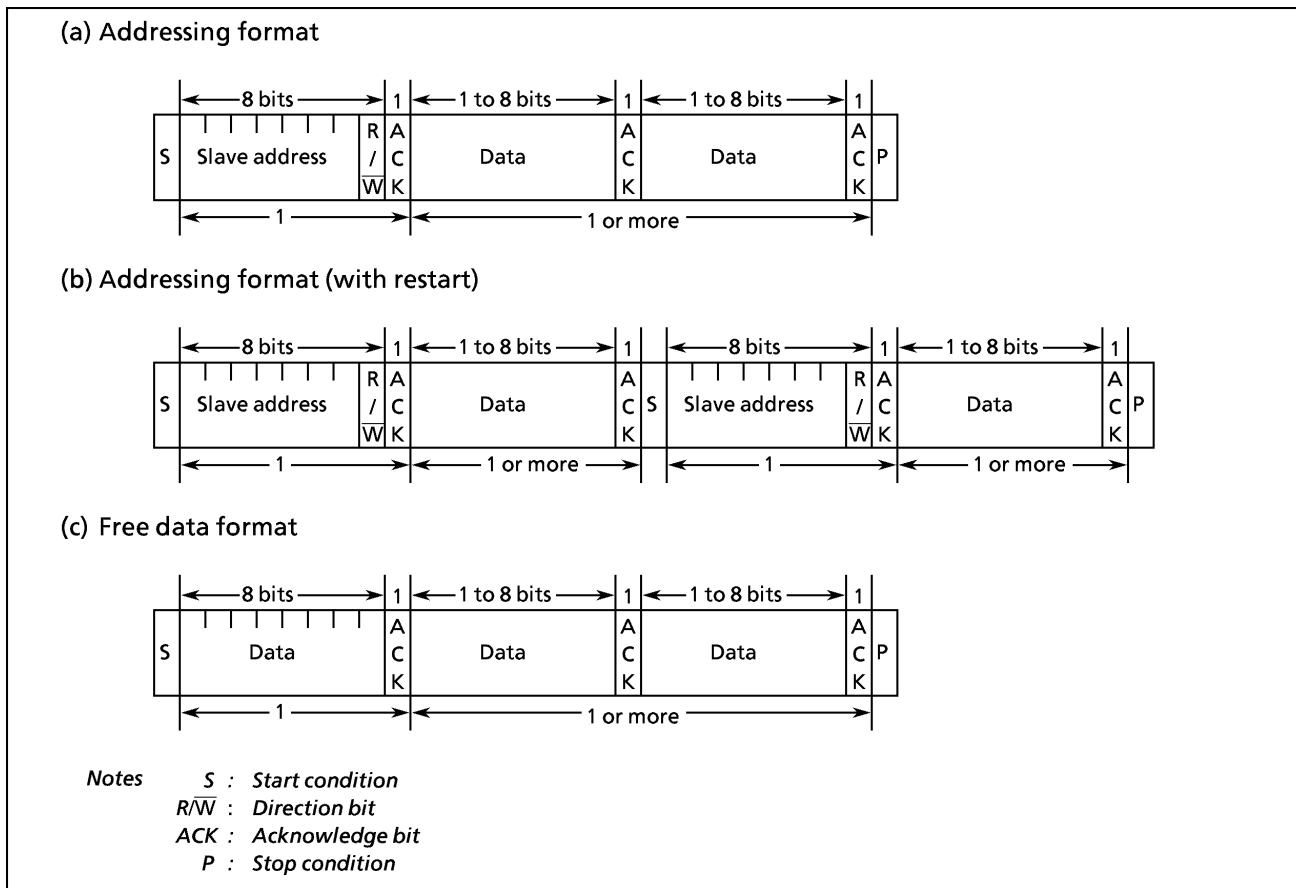 (a) Addressing format
8 bits 1 1 to 8 bits 1 1 to 8 bits 1
S Slave address R/W̅ ACK Data ACK Data ACK P
1 1 or more
(b) Addressing format (with restart)
8 bits 1 1 to 8 bits 1 8 bits 1 1 to 8 bits 1
S Slave address R/W̅ ACK Data ACK S Slave address R/W̅ ACK Data ACK P
1 1 or more 1 1 or more
(c) Free data format
8 bits 1 1 to 8 bits 1 1 to 8 bits 1
S Data ACK Data ACK Data ACK P
1 1 or more
Notes S : Start condition
R/W̅ : Direction bit
ACK : Acknowledge bit
P : Stop condition